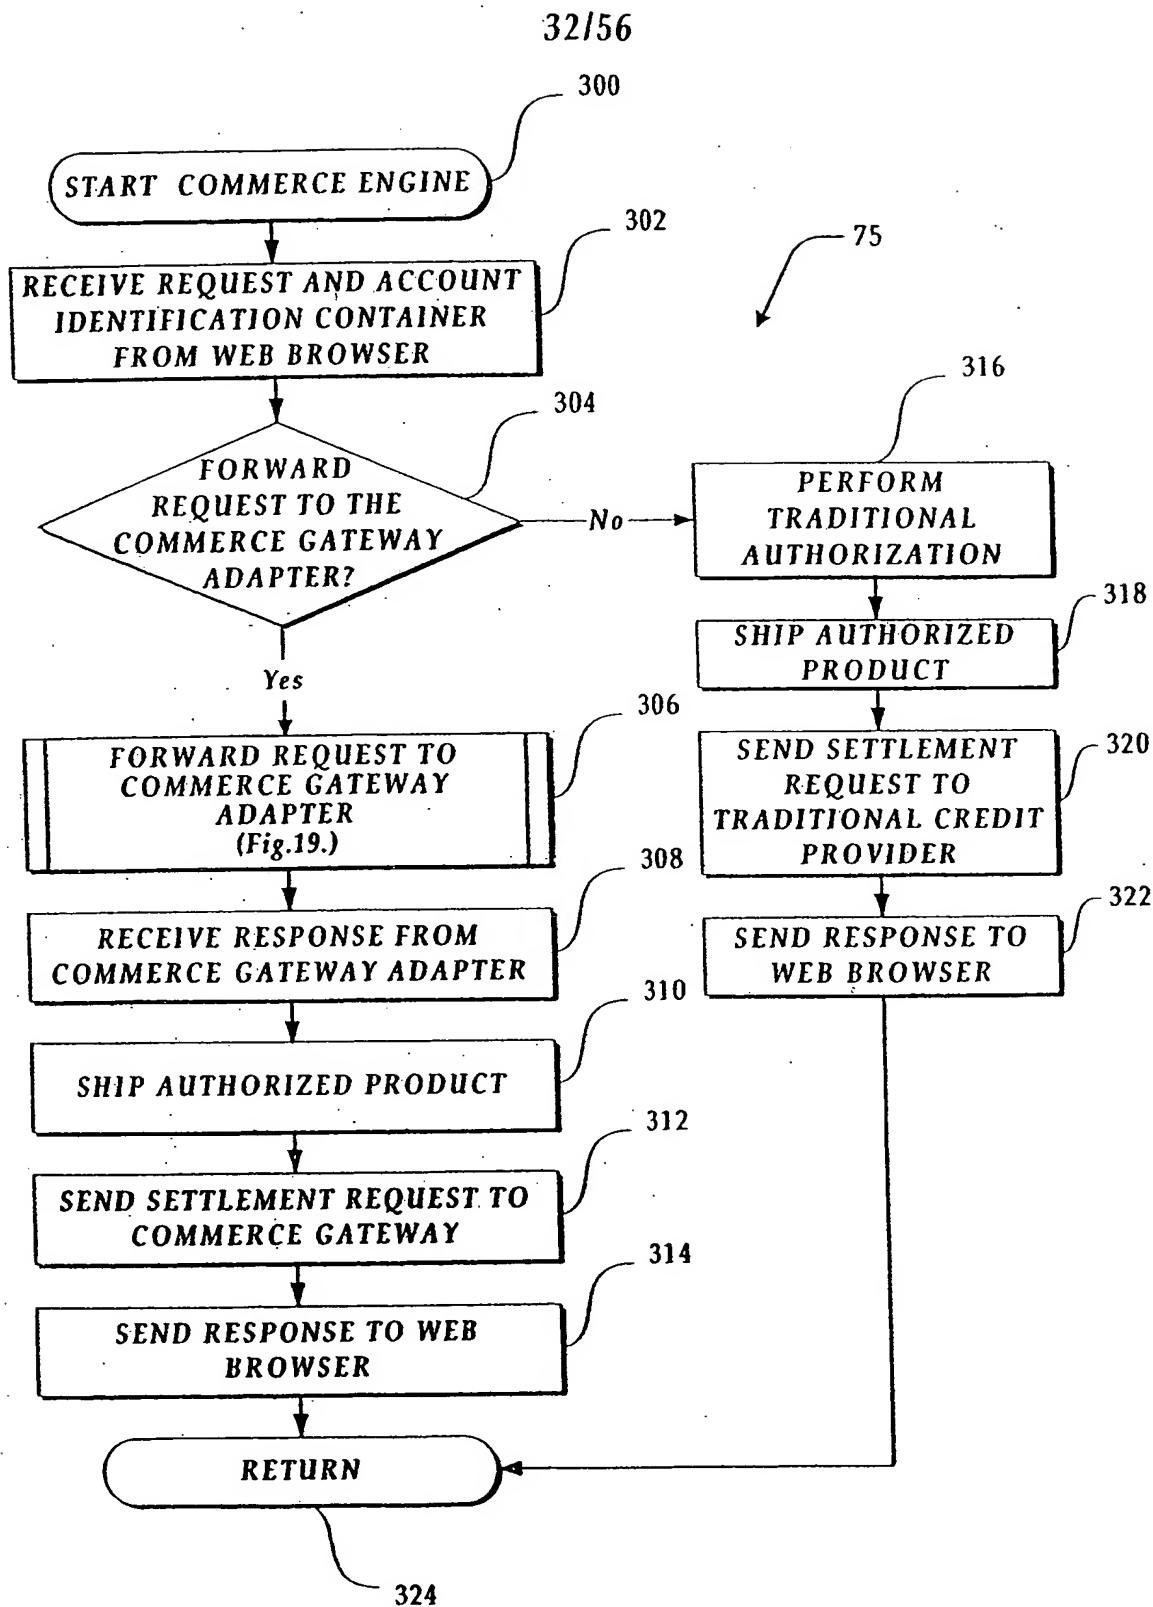 32/56
300
START COMMERCE ENGINE
302
RECEIVE REQUEST AND ACCOUNT
IDENTIFICATION CONTAINER
FROM WEB BROWSER
75
304
FORWARD
REQUEST TO THE
COMMERCE GATEWAY
ADAPTER?
No
Yes
306
FORWARD REQUEST TO
COMMERCE GATEWAY
ADAPTER
(Fig.19.)
308
RECEIVE RESPONSE FROM
COMMERCE GATEWAY ADAPTER
310
SHIP AUTHORIZED PRODUCT
312
SEND SETTLEMENT REQUEST TO
COMMERCE GATEWAY
314
SEND RESPONSE TO WEB
BROWSER
316
PERFORM
TRADITIONAL
AUTHORIZATION
318
SHIP AUTHORIZED
PRODUCT
320
SEND SETTLEMENT
REQUEST TO
TRADITIONAL CREDIT
PROVIDER
322
SEND RESPONSE TO
WEB BROWSER
RETURN
324